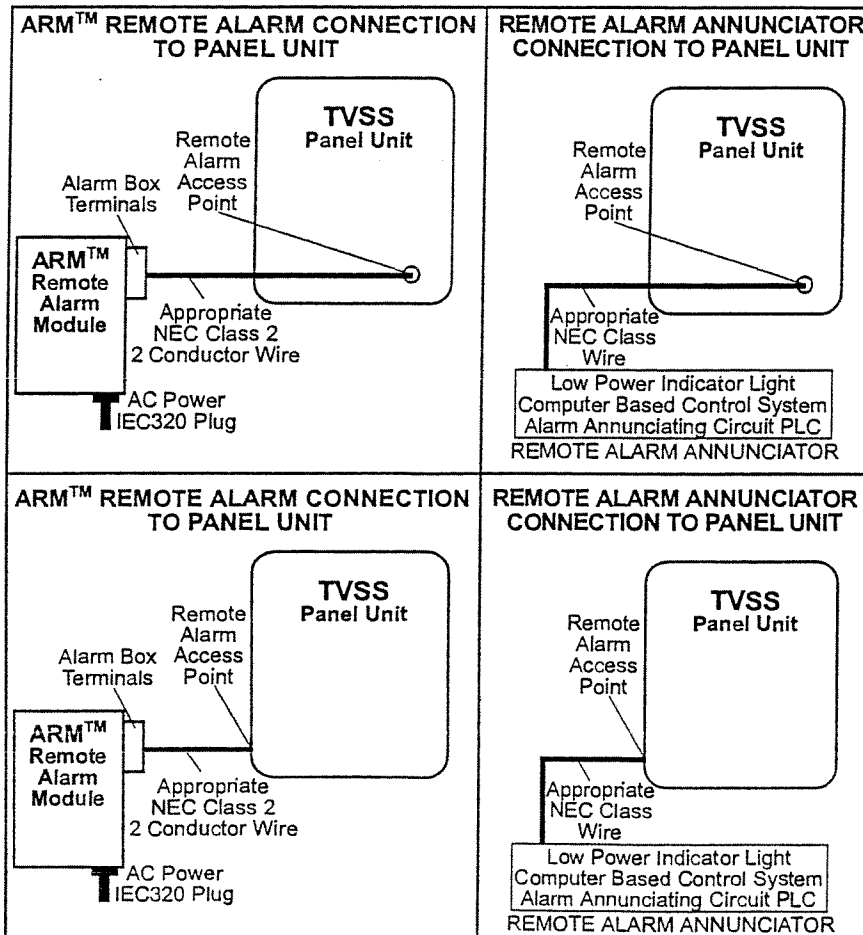 ARM™ REMOTE ALARM CONNECTION
TO PANEL UNIT
TVSS
Panel Unit
Remote
Alarm
Access
Point
Alarm Box
Terminals
ARM™
Remote
Alarm
Module
Appropriate
NEC Class 2
2 Conductor Wire
AC Power
IEC320 Plug
REMOTE ALARM ANNUNCIATOR
CONNECTION TO PANEL UNIT
TVSS
Panel Unit
Remote
Alarm
Access
Point
Appropriate
NEC Class
Wire
Low Power Indicator Light
Computer Based Control System
Alarm Annunciating Circuit PLC
REMOTE ALARM ANNUNCIATOR
ARM™ REMOTE ALARM CONNECTION
TO PANEL UNIT
TVSS
Panel Unit
Remote
Alarm
Access
Point
Alarm Box
Terminals
ARM™
Remote
Alarm
Module
Appropriate
NEC Class 2
2 Conductor Wire
AC Power
IEC320 Plug
REMOTE ALARM ANNUNCIATOR
CONNECTION TO PANEL UNIT
TVSS
Panel Unit
Remote
Alarm
Access
Point
Appropriate
NEC Class
Wire
Low Power Indicator Light
Computer Based Control System
Alarm Annunciating Circuit PLC
REMOTE ALARM ANNUNCIATOR